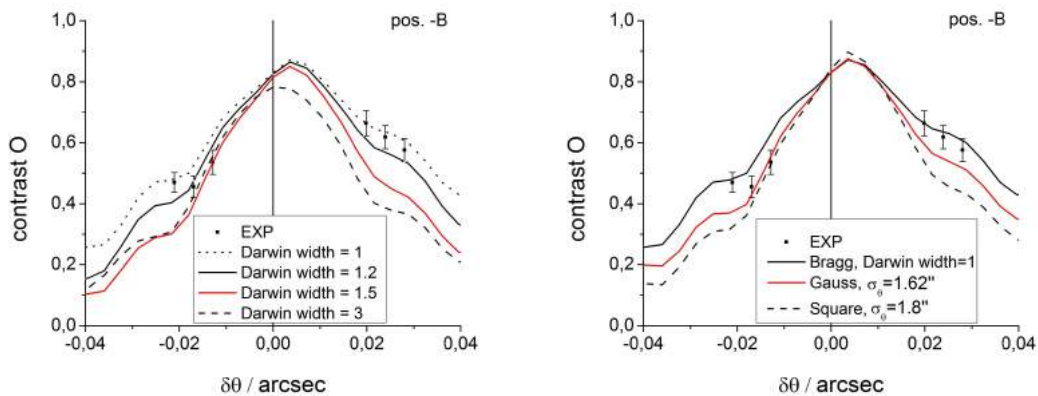 pos. -B
contrast O
1,0
0,8
0,6
0,4
0,2
0,0
EXP
Darwin width = 1
Darwin width = 1.2
Darwin width = 1.5
Darwin width = 3
-0,04 -0,02 0,00 0,02 0,04
δθ / arcsec
pos. -B
contrast O
1,0
0,8
0,6
0,4
0,2
0,0
EXP
Bragg, Darwin width=1
Gauss, σθ=1.62"
Square, σθ=1.8"
-0,04 -0,02 0,00 0,02 0,04
δθ / arcsec